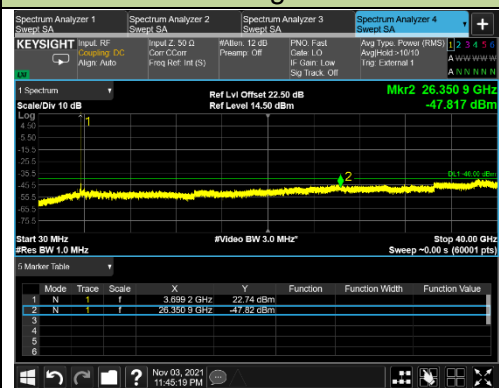 Spectrum Analyzer 1
Swept SA
Spectrum Analyzer 2
Swept SA
Spectrum Analyzer 3
Swept SA
Spectrum Analyzer 4
Swept SA
KEYSIGHT
Input: RF
Coupling: DC
Align: Auto
Input Z: 50 Ω
Corr CCorr
Freq Ref: Int (S)
#Atten: 12 dB
Preamp: Off
PNO: Fast
Gate: LO
IF Gain: Low
Sig Track: Off
Avg Type: Power (RMS)
Avg|Hold:>10/10
Trig: External 1
1 2 3 4 5 6
A W W W W W
A N N N N N
LXI
1 Spectrum
Scale/Div 10 dB
Ref Lvl Offset 22.50 dB
Ref Level 14.50 dBm
Mkr2 26.350 9 GHz
-47.817 dBm
Log
4.50
-5.50
-15.5
-25.5
-35.5
-45.5
-55.5
-65.5
-75.5
1
2
DL1 -40.00 dBm
Start 30 MHz
#Video BW 3.0 MHz*
Stop 40.00 GHz
#Res BW 1.0 MHz
Sweep ~0.00 s (60001 pts)
5 Marker Table
Mode Trace Scale X Y Function Function Width Function Value
1 N 1 f 3.699 2 GHz 22.74 dBm
2 N 1 f 26.350 9 GHz -47.82 dBm
3
4
5
6
?
Nov 03, 2021
11:45:19 PM